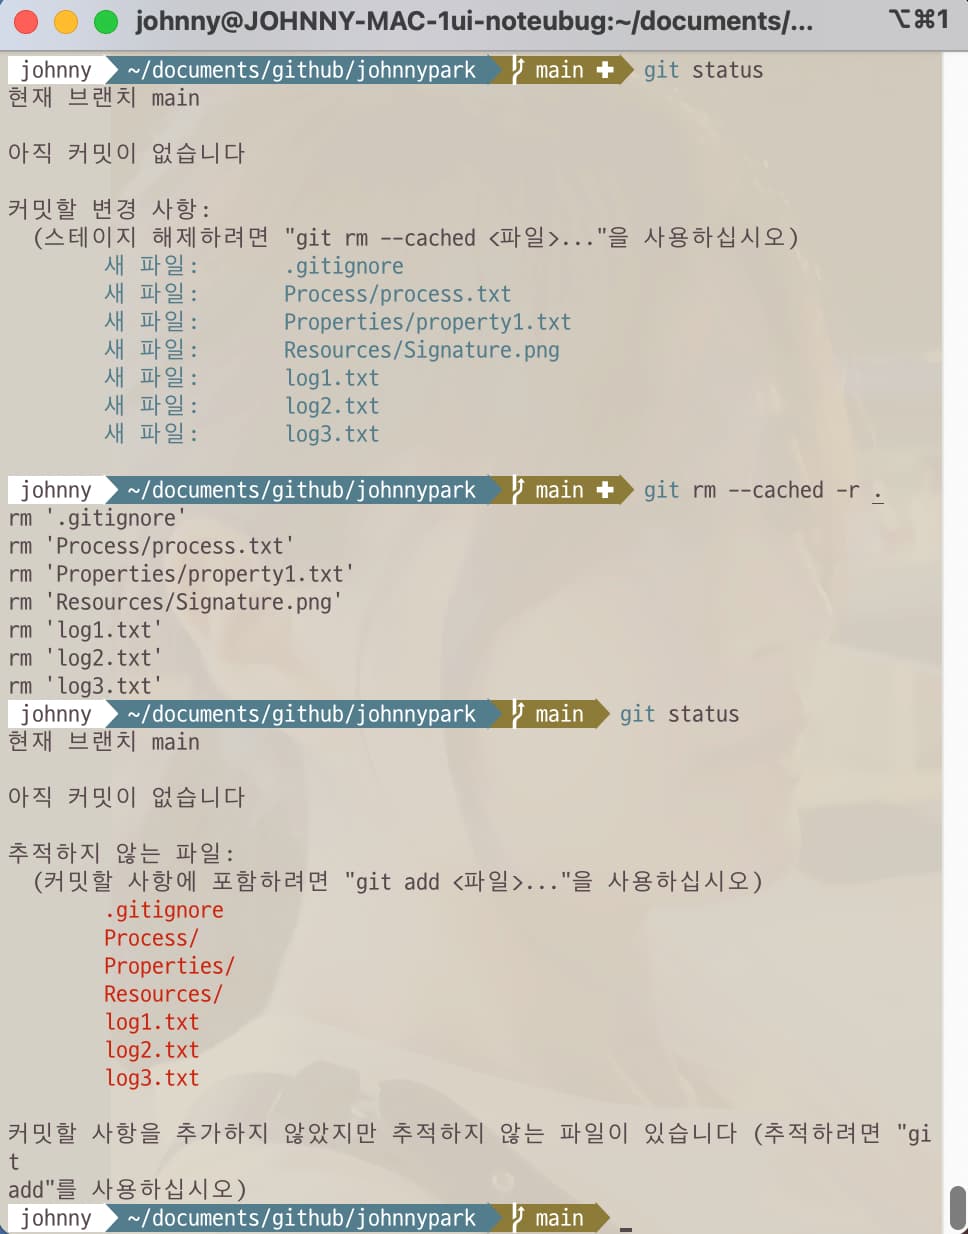 johnny@JOHNNY-MAC-1ui-noteubug:~/documents/... ⌥⌘1
johnny ~/documents/github/johnnypark main ✚ git status
현재 브랜치 main
아직 커밋이 없습니다
커밋할 변경 사항:
(스테이지 해제하려면 "git rm --cached <파일>..."을 사용하십시오)
새 파일: .gitignore
새 파일: Process/process.txt
새 파일: Properties/property1.txt
새 파일: Resources/Signature.png
새 파일: log1.txt
새 파일: log2.txt
새 파일: log3.txt
johnny ~/documents/github/johnnypark main ✚ git rm --cached -r .
rm '.gitignore'
rm 'Process/process.txt'
rm 'Properties/property1.txt'
rm 'Resources/Signature.png'
rm 'log1.txt'
rm 'log2.txt'
rm 'log3.txt'
johnny ~/documents/github/johnnypark main git status
현재 브랜치 main
아직 커밋이 없습니다
추적하지 않는 파일:
(커밋할 사항에 포함하려면 "git add <파일>..."을 사용하십시오)
.gitignore
Process/
Properties/
Resources/
log1.txt
log2.txt
log3.txt
커밋할 사항을 추가하지 않았지만 추적하지 않는 파일이 있습니다 (추적하려면 "gi
t
add"를 사용하십시오)
johnny ~/documents/github/johnnypark main